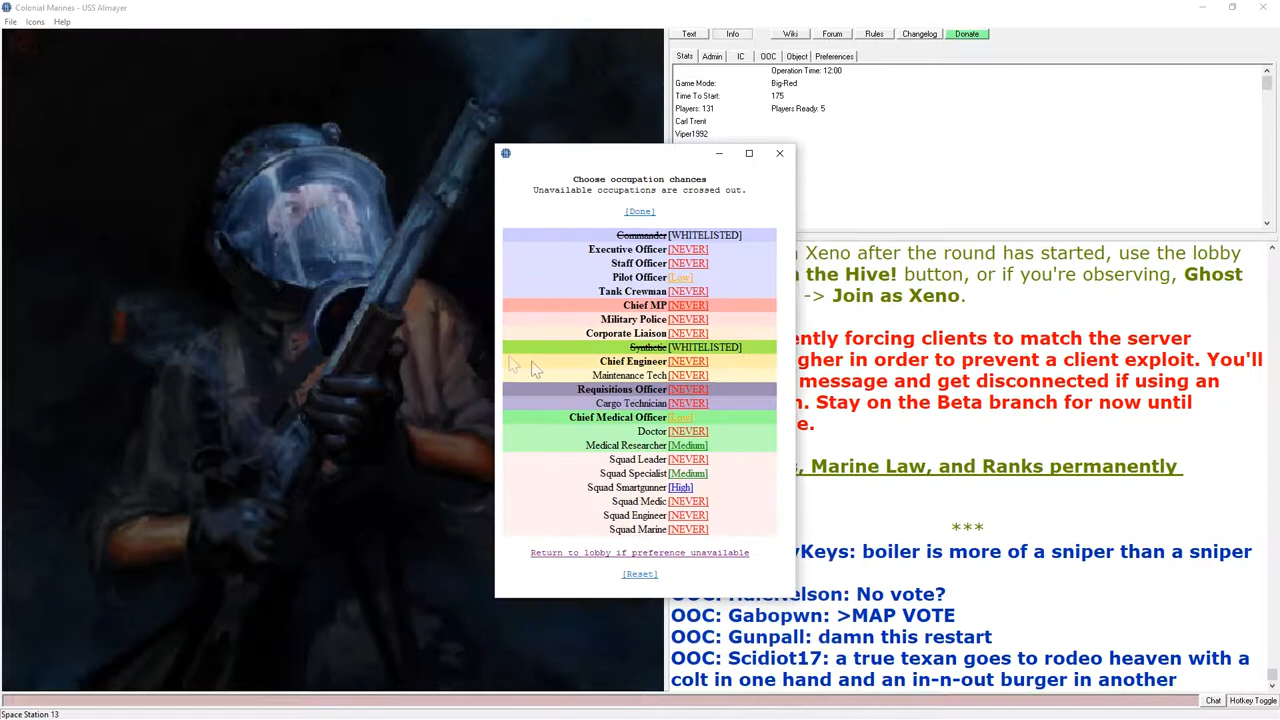 Colonial Marines - USS Almayer
File Icons Help
Text Info Wiki Forum Rules Changelog Donate
Stats Admin IC OOC Object Preferences
Operation Time: 12:00
Game Mode: Big-Red
Time To Start: 175
Players: 131 Players Ready: 5
Carl Trent
Viper1992
Choose occupation chances
Unavailable occupations are crossed out.
[Done]
Commander [WHITELISTED]
Executive Officer [NEVER]
Staff Officer [NEVER]
Pilot Officer [Low]
Tank Crewman [NEVER]
Chief MP [NEVER]
Military Police [NEVER]
Corporate Liaison [NEVER]
Synthetic [WHITELISTED]
Chief Engineer [NEVER]
Maintenance Tech [NEVER]
Requisitions Officer [NEVER]
Cargo Technician [NEVER]
Chief Medical Officer [Low]
Doctor [NEVER]
Medical Researcher [Medium]
Squad Leader [NEVER]
Squad Specialist [Medium]
Squad Smartgunner [High]
Squad Medic [NEVER]
Squad Engineer [NEVER]
Squad Marine [NEVER]
Return to lobby if preference unavailable
[Reset]
Xeno after the round has started, use the lobby
the Hive! button, or if you're observing, Ghost
-> Join as Xeno.
ently forcing clients to match the server
gher in order to prevent a client exploit. You'll
message and get disconnected if using an
n. Stay on the Beta branch for now until
e.
s, Marine Law, and Ranks permanently
***
yKeys: boiler is more of a sniper than a sniper
Nelson: No vote?
OOC: Gabopwn: >MAP VOTE
OOC: Gunpall: damn this restart
OOC: Scidiot17: a true texan goes to rodeo heaven with a
colt in one hand and an in-n-out burger in another
Chat Hotkey Toggle
Space Station 13